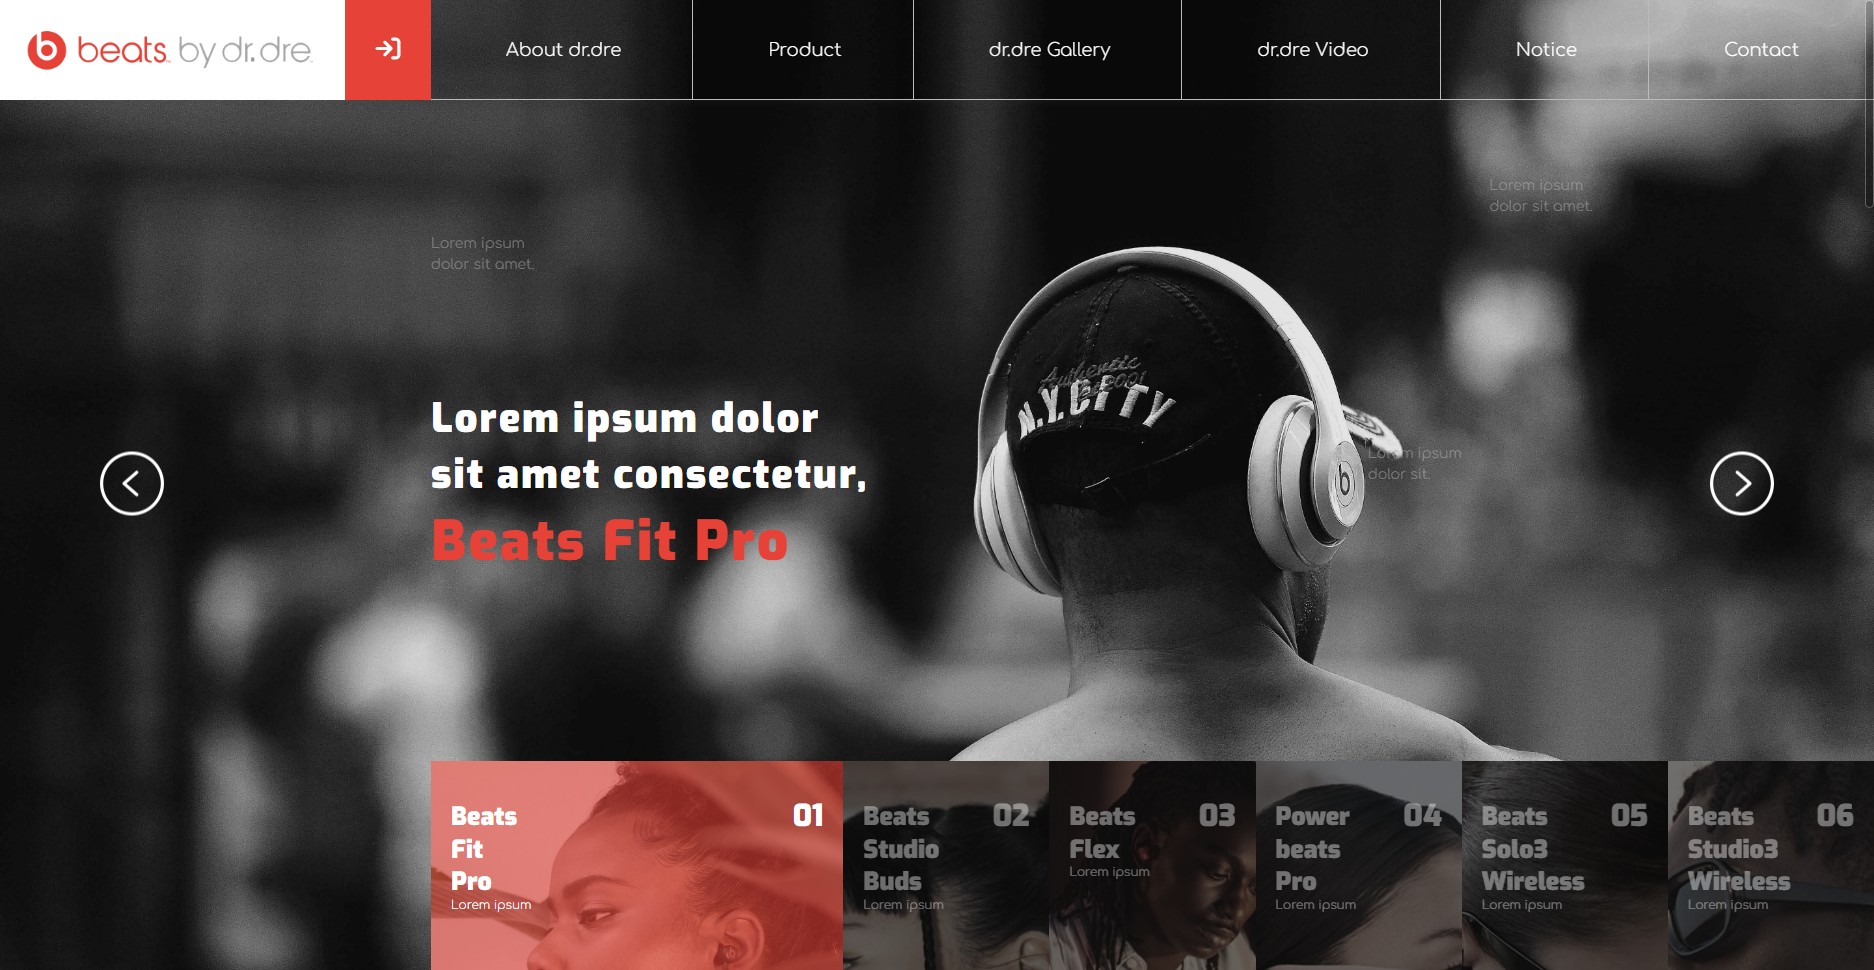 beats by dr.dre
About dr.dre
Product
dr.dre Gallery
dr.dre Video
Notice
Contact
Lorem ipsum
dolor sit amet.
Lorem ipsum
dolor sit amet.
Authentic
2001
N.Y.CITY
Lorem ipsum dolor
sit amet consectetur,
Beats Fit Pro
Lorem ipsum
dolor sit.
Beats
Fit
Pro
Lorem ipsum
01
Beats
Studio
Buds
Lorem ipsum
02
Beats
Flex
Lorem ipsum
03
Power
beats
Pro
Lorem ipsum
04
Beats
Solo3
Wireless
Lorem ipsum
05
Beats
Studio3
Wireless
Lorem ipsum
06